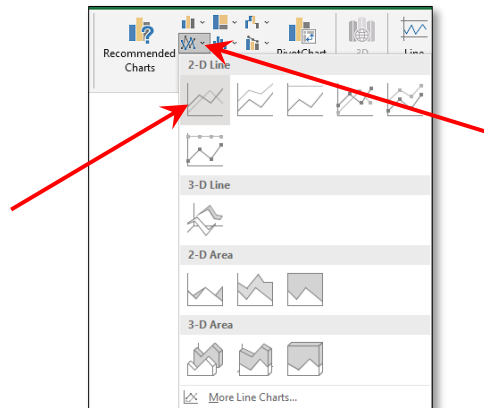 Recommended
Charts
PivotChart
3D
Line
2-D Line
3-D Line
2-D Area
3-D Area
More Line Charts...